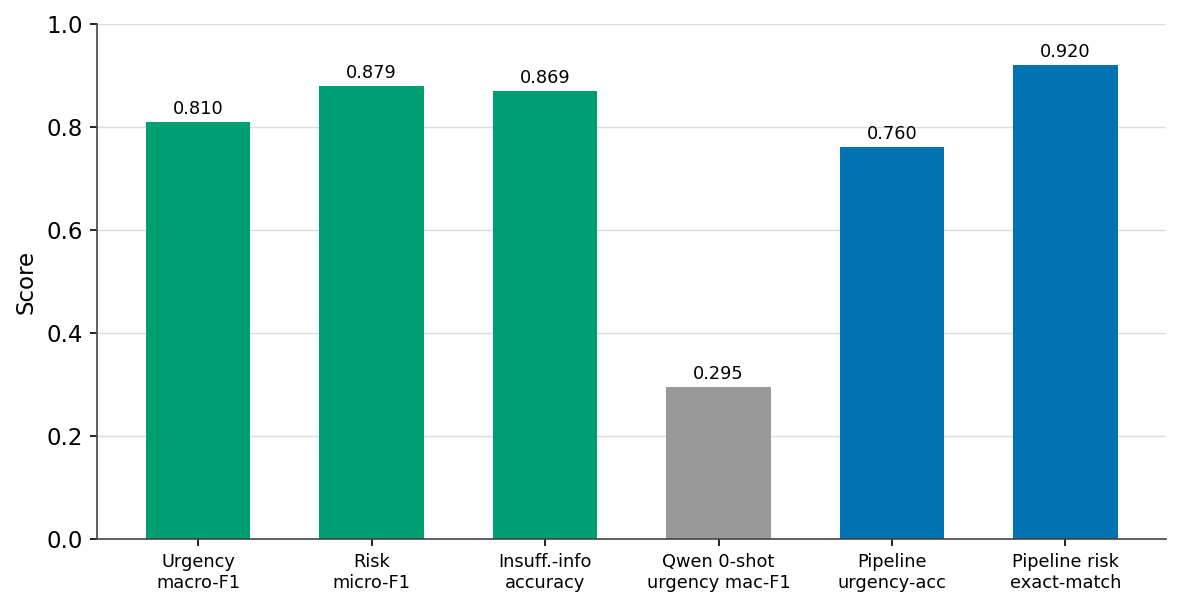 1.0
0.8
0.6
0.4
0.2
0.0
Score
0.810
0.879
0.869
0.295
0.760
0.920
Urgency
macro-F1
Risk
micro-F1
Insuff.-info
accuracy
Qwen 0-shot
urgency mac-F1
Pipeline
urgency-acc
Pipeline risk
exact-match